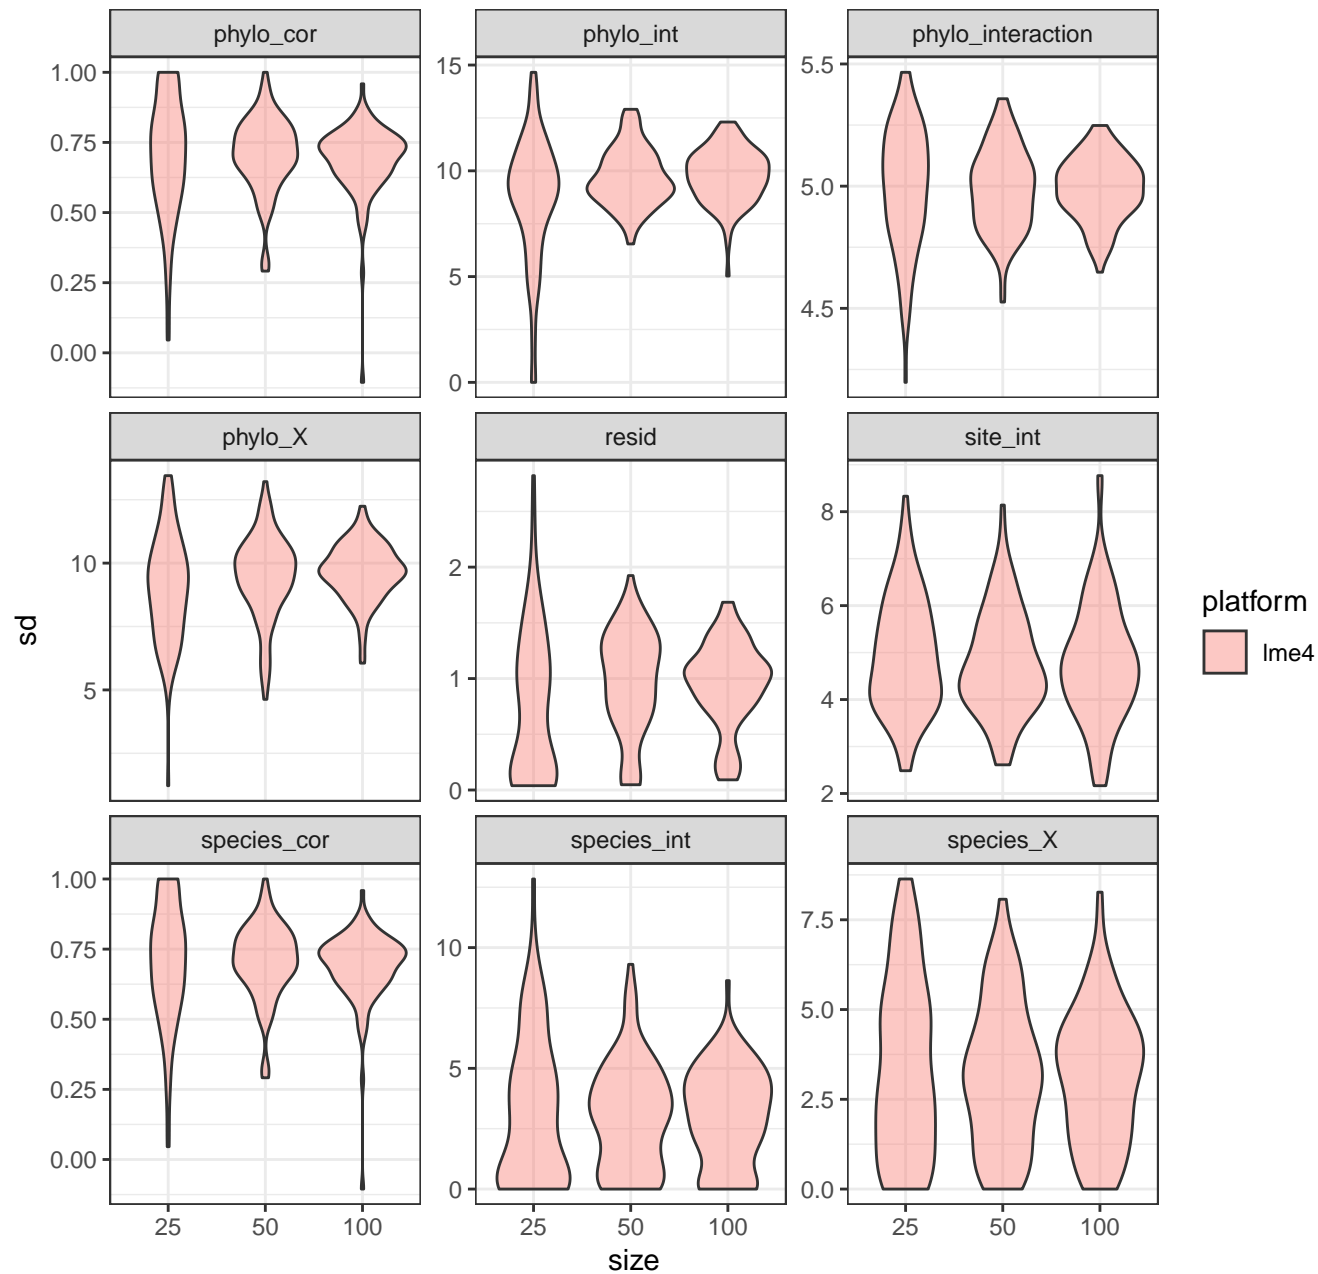 phylo_cor
phylo_int
phylo_interaction
1.00
0.75
0.50
0.25
0.00
15
10
5
0
5.5
5.0
4.5
phylo_X
resid
site_int
10
5
2
1
0
8
6
4
2
species_cor
species_int
species_X
1.00
0.75
0.50
0.25
0.00
10
5
0
7.5
5.0
2.5
0.0
25 50 100
25 50 100
25 50 100
size
sd
platform
lme4